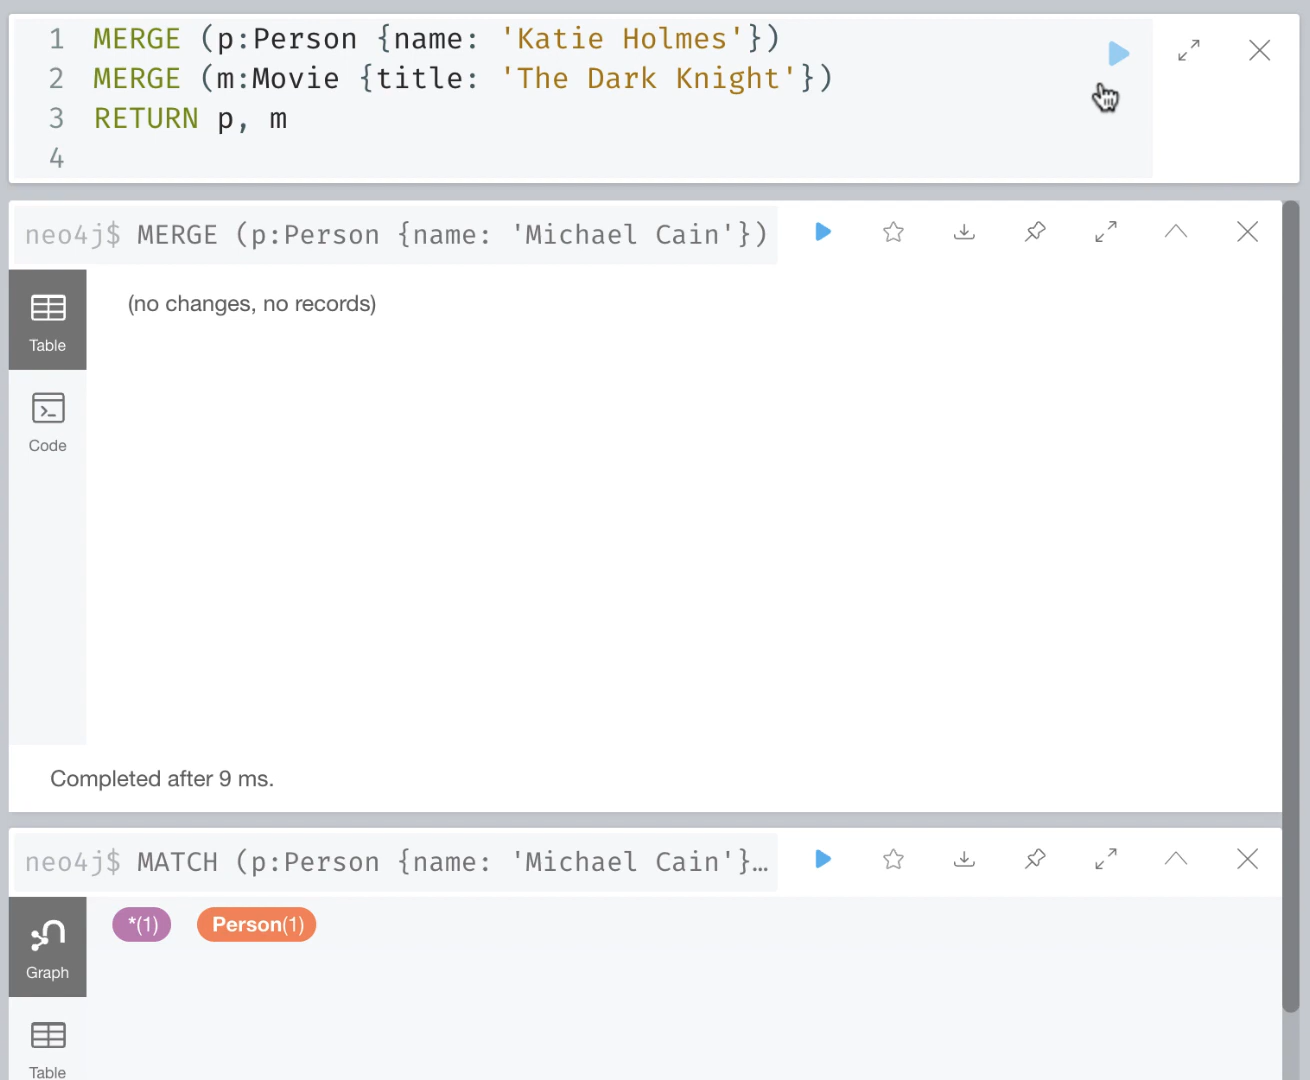 1 MERGE (p:Person {name: 'Katie Holmes'})
2 MERGE (m:Movie {title: 'The Dark Knight'})
3 RETURN p, m
4
neo4j$ MERGE (p:Person {name: 'Michael Cain'})
(no changes, no records)
Table
Code
Completed after 9 ms.
neo4j$ MATCH (p:Person {name: 'Michael Cain'}…
*(1) Person(1)
Graph
Table